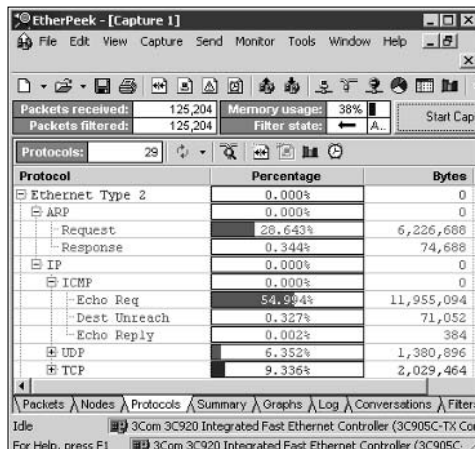 EtherPeek - [Capture 1]
File Edit View Capture Send Monitor Tools Window Help
Packets received: 125,204 Memory usage: 38%
Packets filtered: 125,204 Filter state: A..
Start Cap
Protocols: 29
Protocol Percentage Bytes
Ethernet Type 2 0.000% 0
ARP 0.000% 0
Request 28.643% 6,226,688
Response 0.344% 74,688
IP 0.000% 0
ICMP 0.000% 0
Echo Req 54.994% 11,955,094
Dest Unreach 0.327% 71,052
Echo Reply 0.002% 384
UDP 6.352% 1,380,896
TCP 9.336% 2,029,464
Packets Nodes Protocols Summary Graphs Log Conversations Filter
Idle 3Com 3C920 Integrated Fast Ethernet Controller (3C905C-TX Co
For Help, press F1 3Com 3C920 Integrated Fast Ethernet Controller (3C905C-